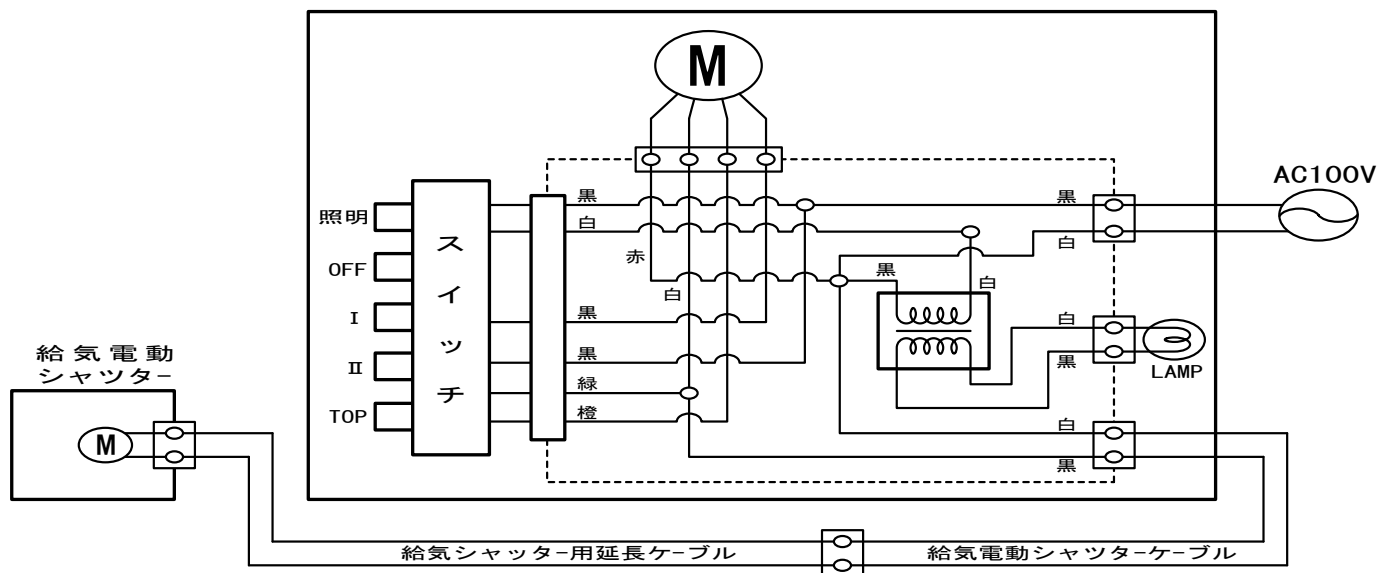 M
AC100V
黒
白
赤
白
黒
白
黒
黒
緑
橙
黒
白
白
黒
LAMP
白
黒
照明
OFF
I
II
TOP
スイッチ
給気電動
シャツター
M
給気シャッター用延長ケーブル
給気電動シャツターケーブル